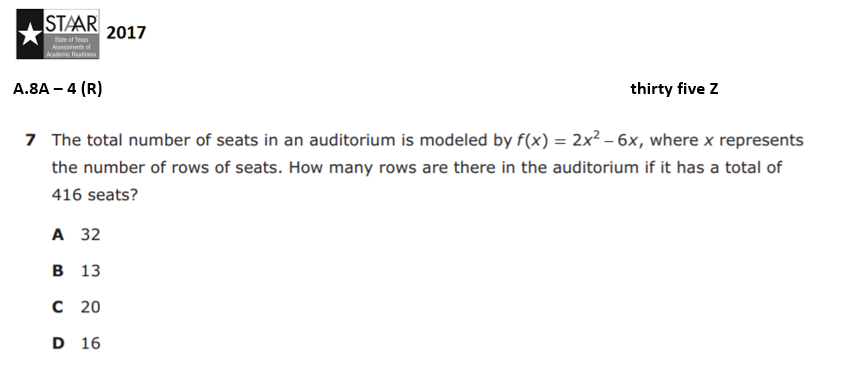 STAAR
State of Texas
Assessments of
Academic Readiness
2017
A.8A – 4 (R)
thirty five Z
7 The total number of seats in an auditorium is modeled by f(x) = 2x² – 6x, where x represents
the number of rows of seats. How many rows are there in the auditorium if it has a total of
416 seats?
A 32
B 13
C 20
D 16